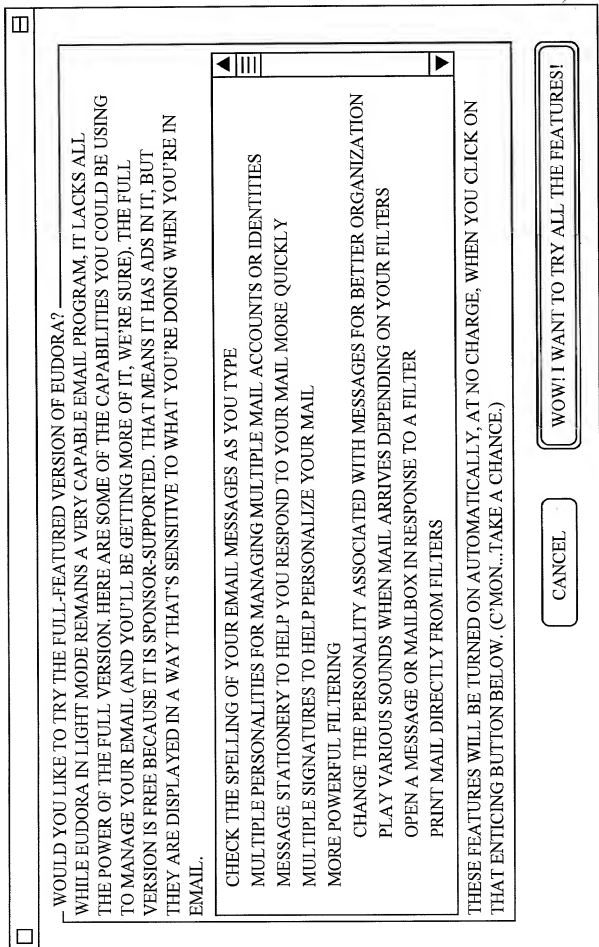 WOULD YOU LIKE TO TRY THE FULL-FEATURED VERSION OF EUDORA?
WHILE EUDORA IN LIGHT MODE REMAINS A VERY CAPABLE EMAIL PROGRAM, IT LACKS ALL
THE POWER OF THE FULL VERSION. HERE ARE SOME OF THE CAPABILITIES YOU COULD BE USING
TO MANAGE YOUR EMAIL (AND YOU'LL BE GETTING MORE OF IT, WE'RE SURE). THE FULL
VERSION IS FREE BECAUSE IT IS SPONSOR-SUPPORTED. THAT MEANS IT HAS ADS IN IT, BUT
THEY ARE DISPLAYED IN A WAY THAT'S SENSITIVE TO WHAT YOU'RE DOING WHEN YOU'RE IN
EMAIL.
CHECK THE SPELLING OF YOUR EMAIL MESSAGES AS YOU TYPE
MULTIPLE PERSONALITIES FOR MANAGING MULTIPLE MAIL ACCOUNTS OR IDENTITIES
MESSAGE STATIONERY TO HELP YOU RESPOND TO YOUR MAIL MORE QUICKLY
MULTIPLE SIGNATURES TO HELP PERSONALIZE YOUR MAIL
MORE POWERFUL FILTERING
CHANGE THE PERSONALITY ASSOCIATED WITH MESSAGES FOR BETTER ORGANIZATION
PLAY VARIOUS SOUNDS WHEN MAIL ARRIVES DEPENDING ON YOUR FILTERS
OPEN A MESSAGE OR MAILBOX IN RESPONSE TO A FILTER
PRINT MAIL DIRECTLY FROM FILTERS
THESE FEATURES WILL BE TURNED ON AUTOMATICALLY, AT NO CHARGE, WHEN YOU CLICK ON
THAT ENTICING BUTTON BELOW. (C'MON...TAKE A CHANCE.)
CANCEL
WOW! I WANT TO TRY ALL THE FEATURES!